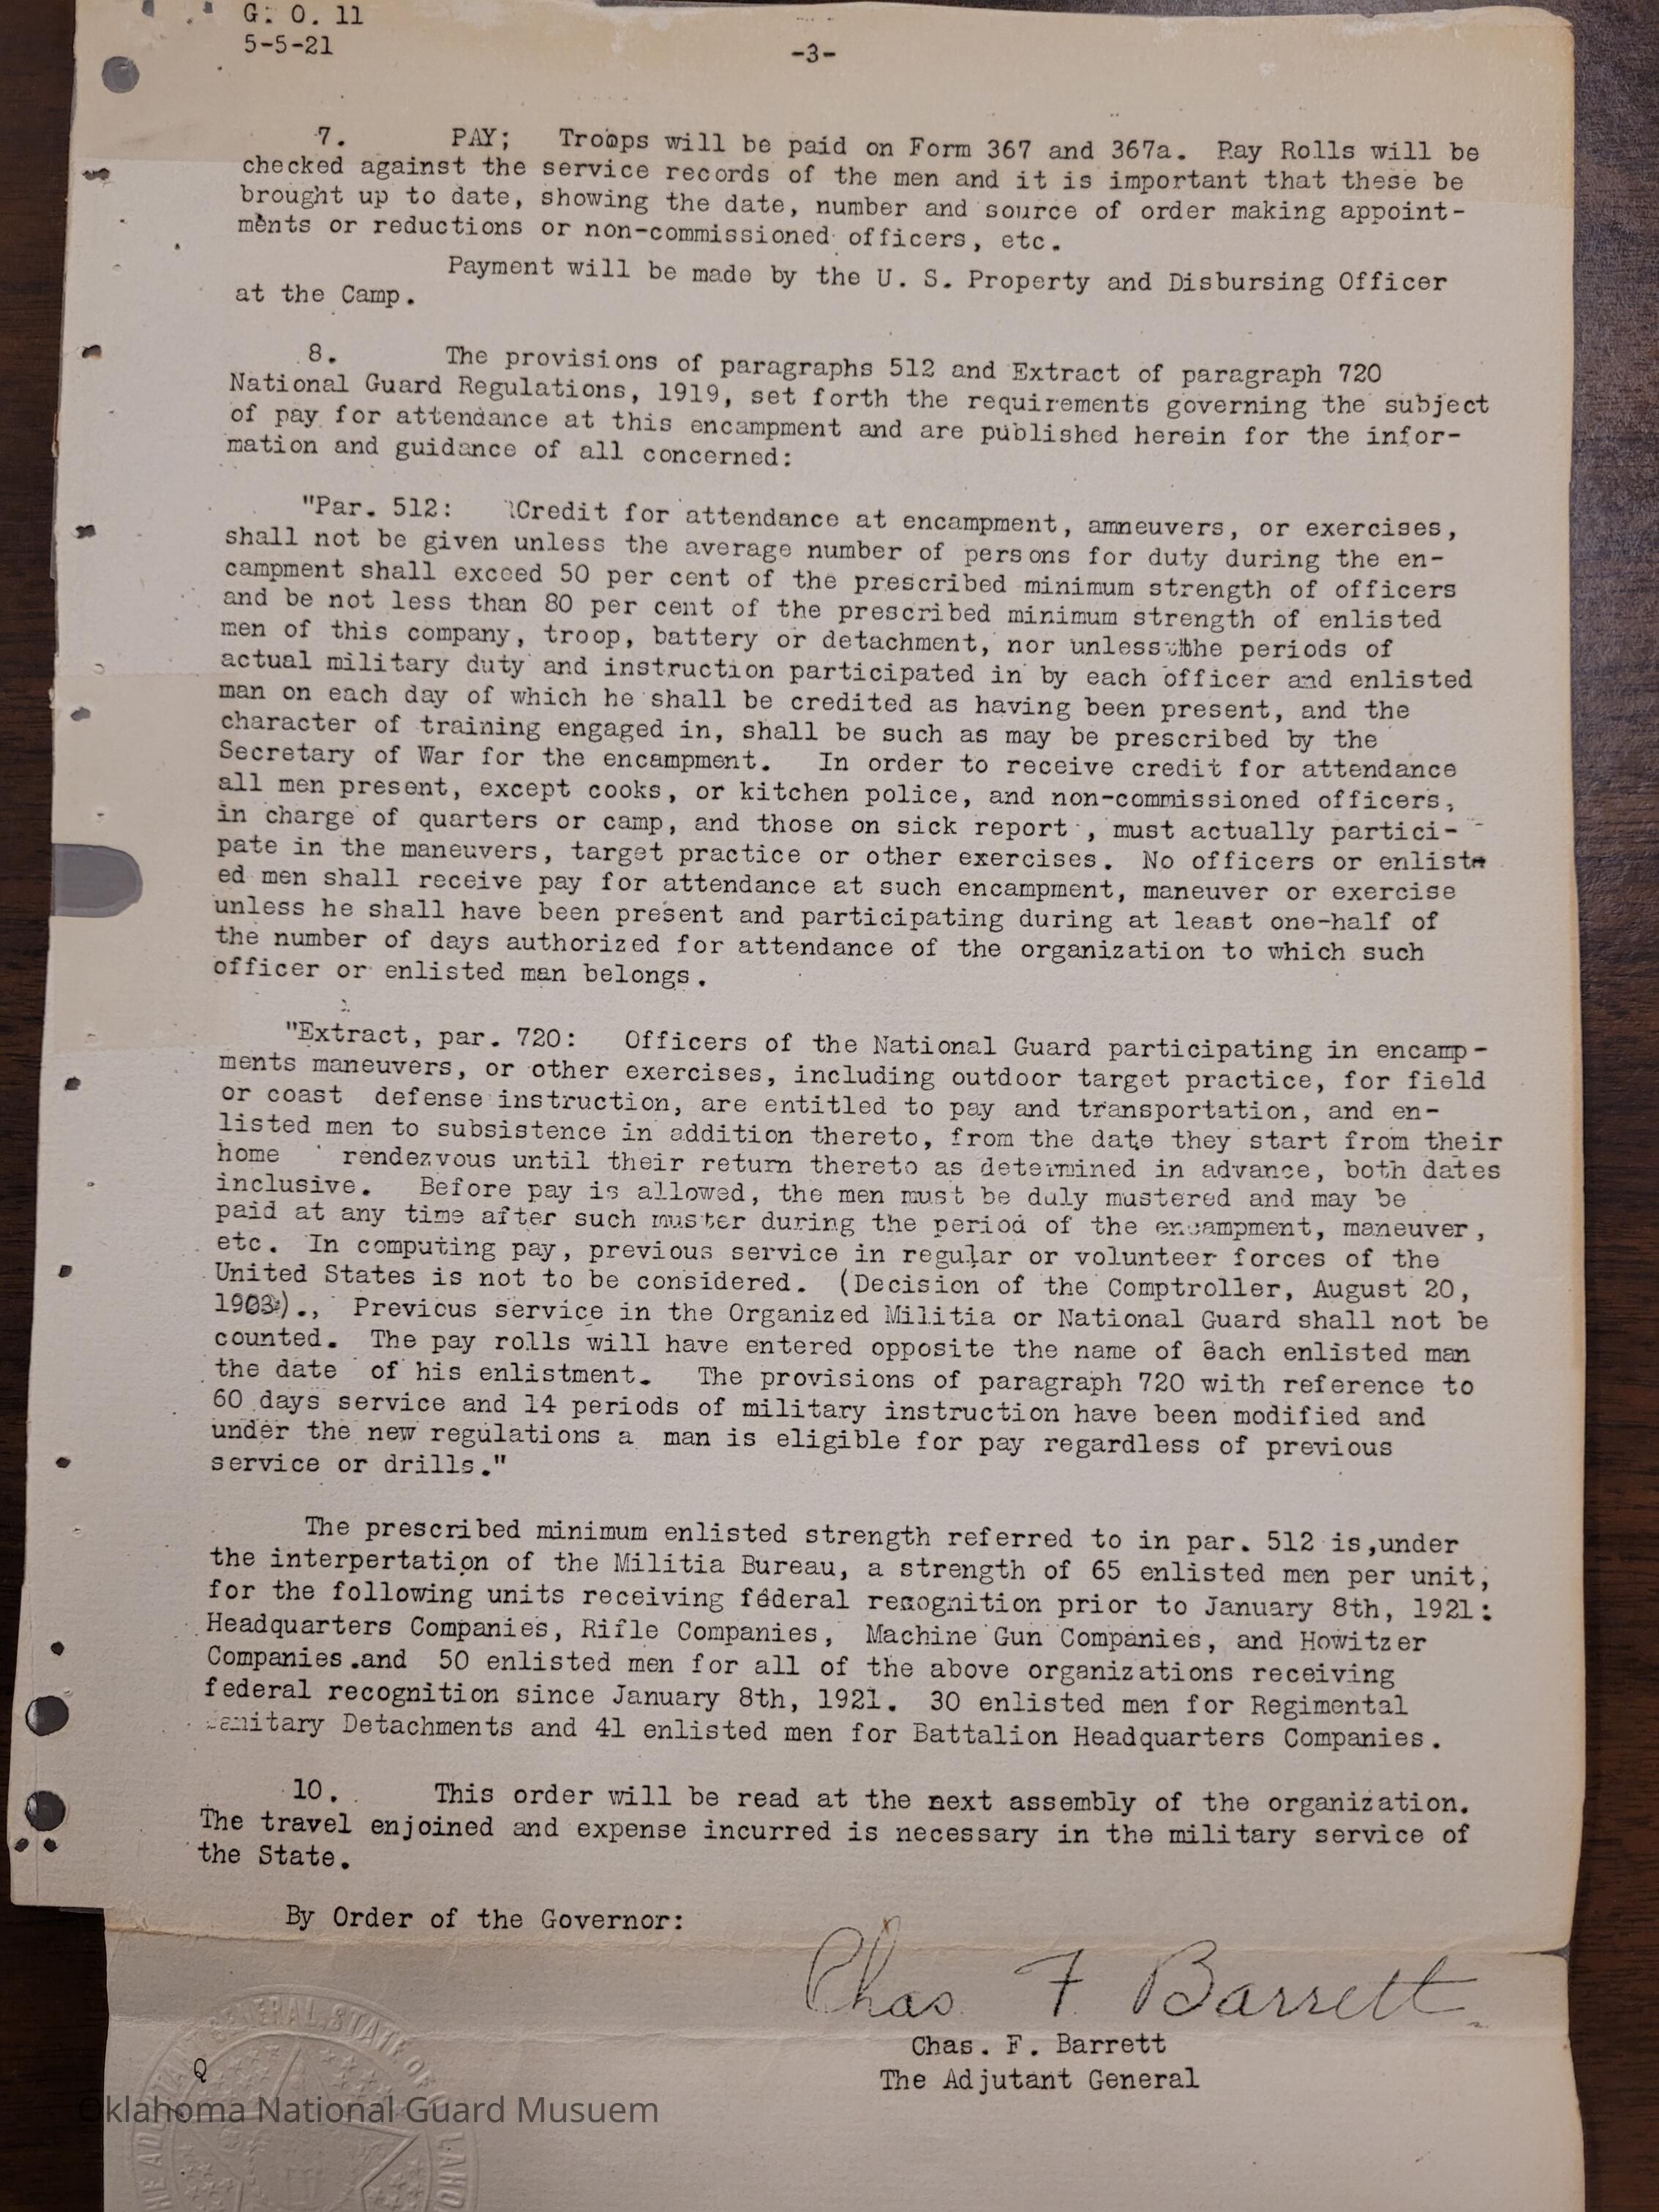 G. O. 11
5-5-21
-3-
7. PAY; Troops will be paid on Form 367 and 367a. Pay Rolls will be
checked against the service records of the men and it is important that these be
brought up to date, showing the date, number and source of order making appoint-
ments or reductions or non-commissioned officers, etc.
Payment will be made by the U. S. Property and Disbursing Officer
at the Camp.
8. The provisions of paragraphs 512 and Extract of paragraph 720
National Guard Regulations, 1919, set forth the requirements governing the subject
of pay for attendance at this encampment and are published herein for the infor-
mation and guidance of all concerned:
"Par. 512: Credit for attendance at encampment, amneuvers, or exercises,
shall not be given unless the average number of persons for duty during the en-
campment shall exceed 50 per cent of the prescribed minimum strength of officers
and be not less than 80 per cent of the prescribed minimum strength of enlisted
men of this company, troop, battery or detachment, nor unless the periods of
actual military duty and instruction participated in by each officer and enlisted
man on each day of which he shall be credited as having been present, and the
character of training engaged in, shall be such as may be prescribed by the
Secretary of War for the encampment. In order to receive credit for attendance
all men present, except cooks, or kitchen police, and non-commissioned officers,
in charge of quarters or camp, and those on sick report , must actually partici-
pate in the maneuvers, target practice or other exercises. No officers or enlist-
ed men shall receive pay for attendance at such encampment, maneuver or exercise
unless he shall have been present and participating during at least one-half of
the number of days authorized for attendance of the organization to which such
officer or enlisted man belongs.
"Extract, par. 720: Officers of the National Guard participating in encamp-
ments maneuvers, or other exercises, including outdoor target practice, for field
or coast defense instruction, are entitled to pay and transportation, and en-
listed men to subsistence in addition thereto, from the date they start from their
home rendezvous until their return thereto as determined in advance, both dates
inclusive. Before pay is allowed, the men must be duly mustered and may be
paid at any time after such muster during the period of the encampment, maneuver,
etc. In computing pay, previous service in regular or volunteer forces of the
United States is not to be considered. (Decision of the Comptroller, August 20,
1903)., Previous service in the Organized Militia or National Guard shall not be
counted. The pay rolls will have entered opposite the name of each enlisted man
the date of his enlistment. The provisions of paragraph 720 with reference to
60 days service and 14 periods of military instruction have been modified and
under the new regulations a man is eligible for pay regardless of previous
service or drills."
The prescribed minimum enlisted strength referred to in par. 512 is,under
the interpertation of the Militia Bureau, a strength of 65 enlisted men per unit,
for the following units receiving federal recognition prior to January 8th, 1921:
Headquarters Companies, Rifle Companies, Machine Gun Companies, and Howitzer
Companies.and 50 enlisted men for all of the above organizations receiving
federal recognition since January 8th, 1921. 30 enlisted men for Regimental
Sanitary Detachments and 41 enlisted men for Battalion Headquarters Companies.
10. This order will be read at the next assembly of the organization.
The travel enjoined and expense incurred is necessary in the military service of
the State.
By Order of the Governor:
Chas. F. Barrett
Chas. F. Barrett
The Adjutant General
Q
THE ADJUTANT GENERAL, STATE OF OKLAHO
Oklahoma National Guard Musuem